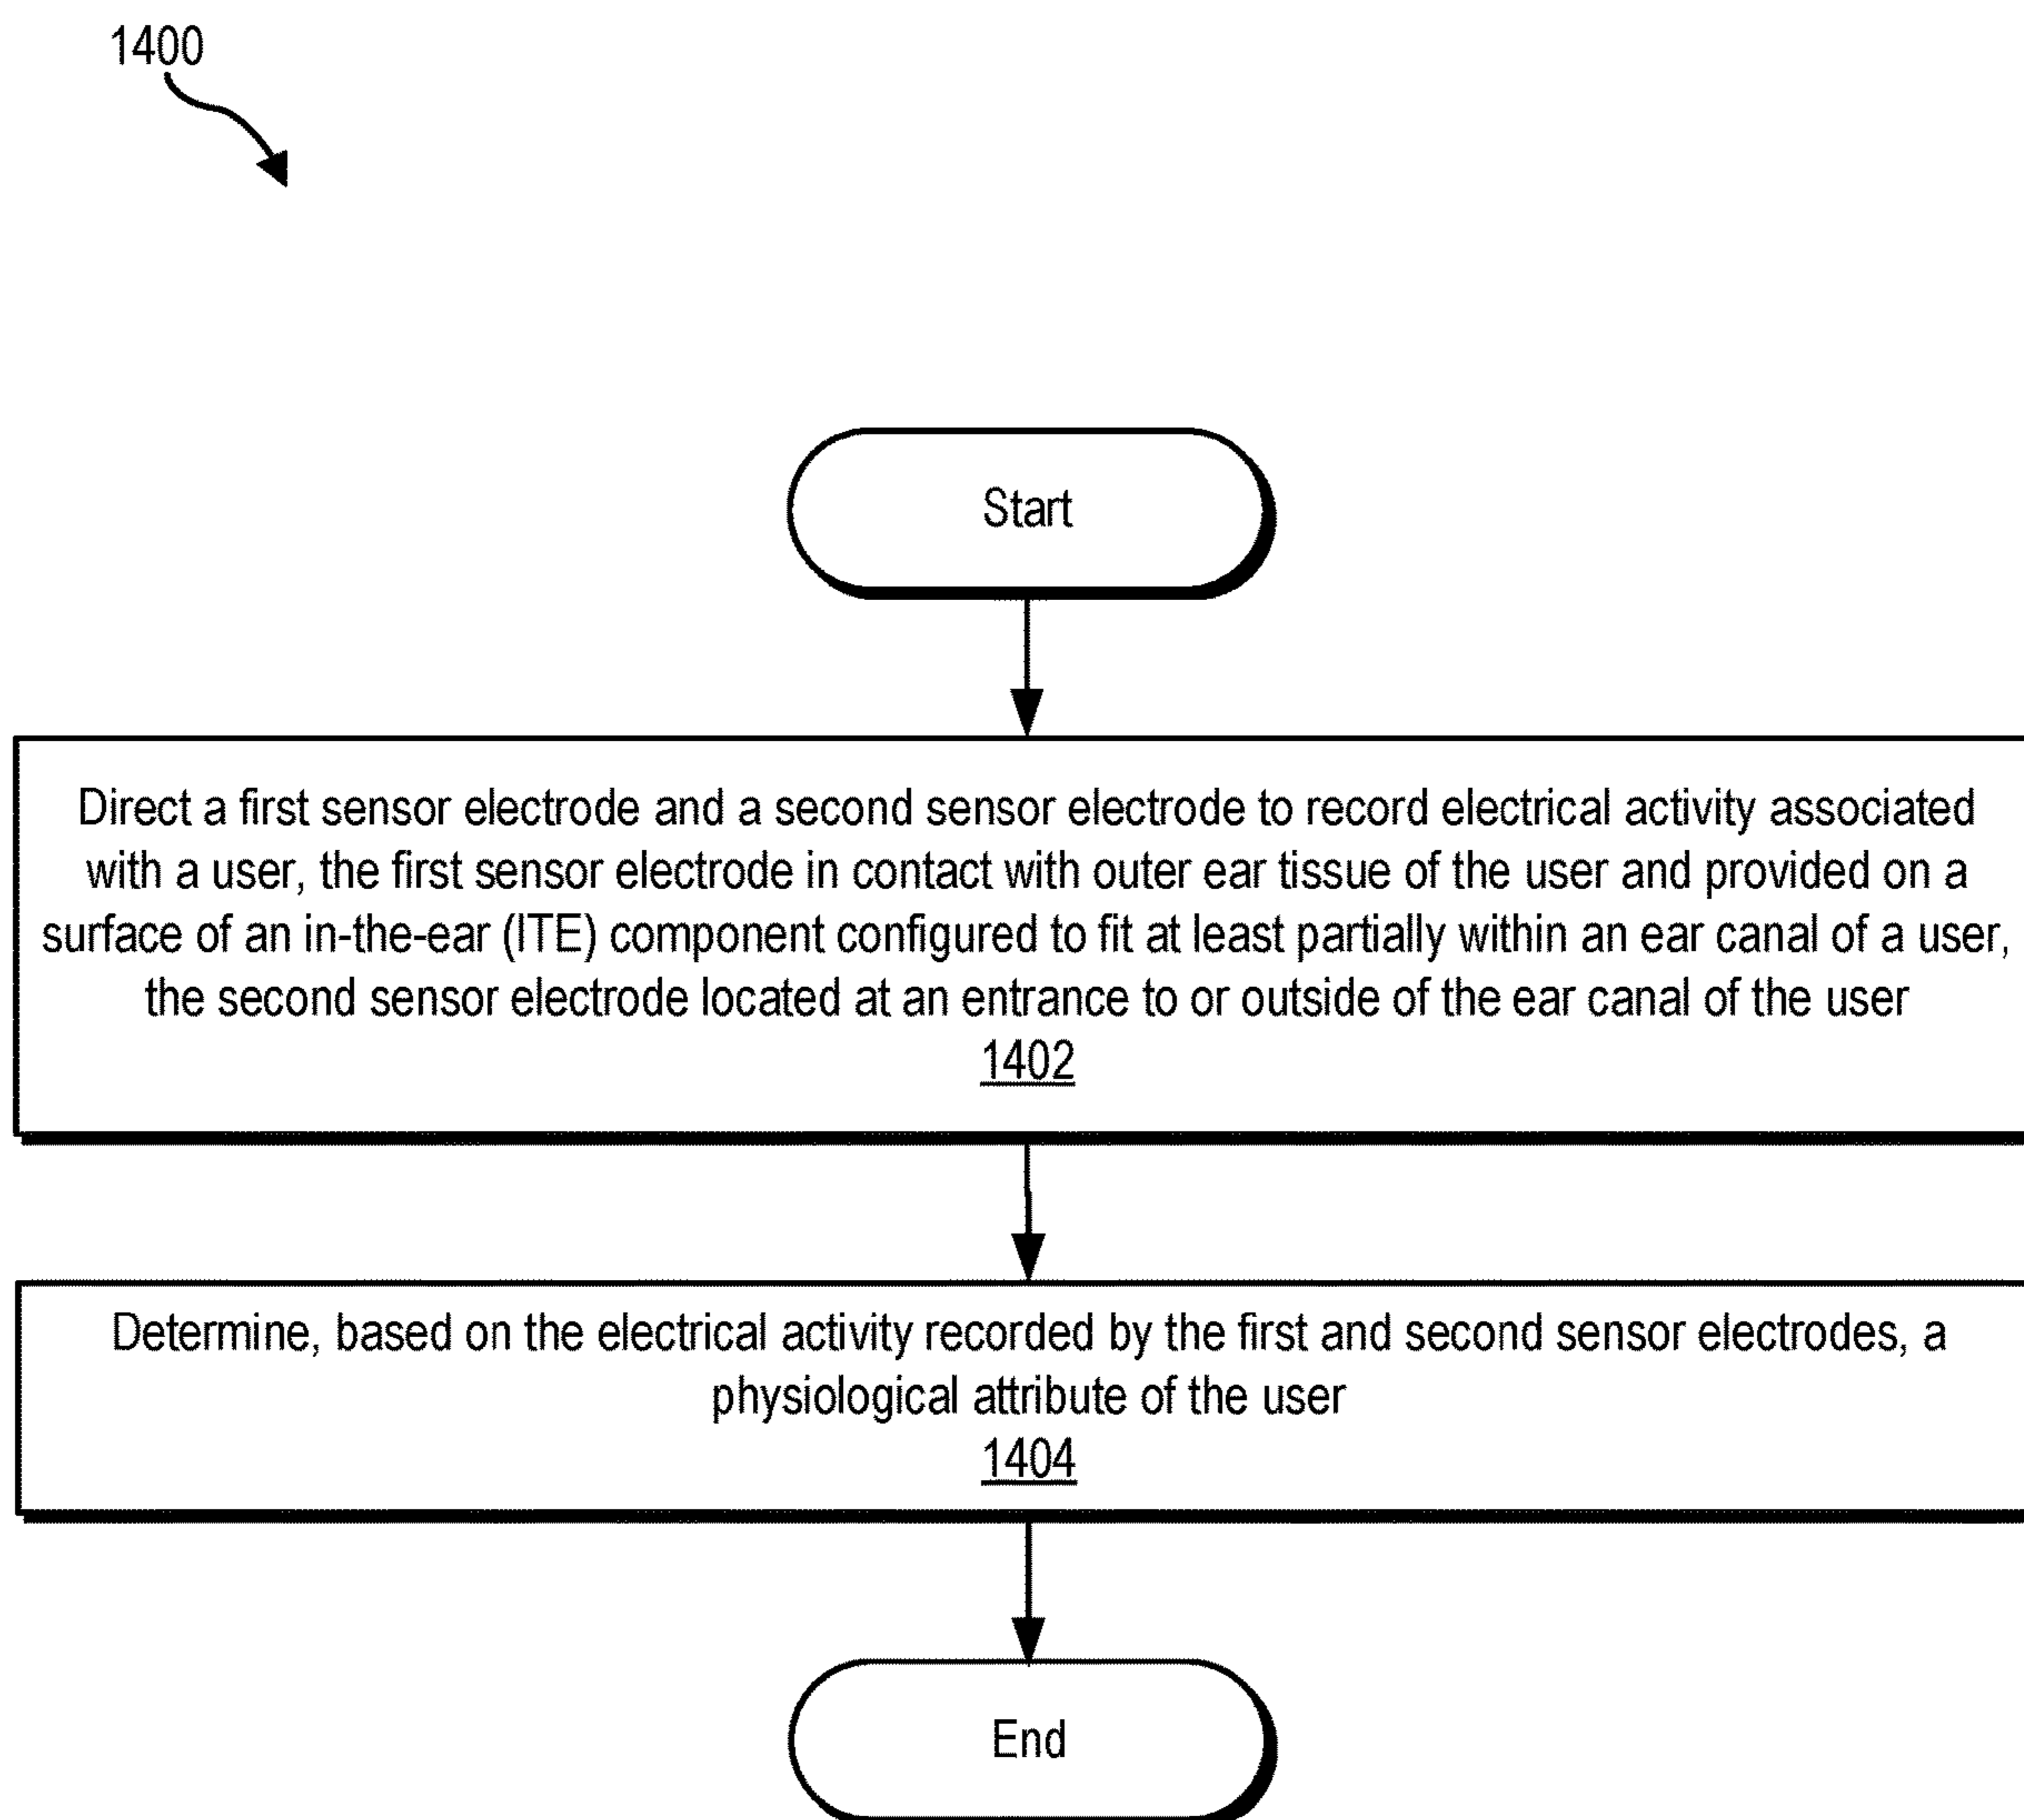 1400
Start
Direct a first sensor electrode and a second sensor electrode to record electrical activity associated
with a user, the first sensor electrode in contact with outer ear tissue of the user and provided on a
surface of an in-the-ear (ITE) component configured to fit at least partially within an ear canal of a user,
the second sensor electrode located at an entrance to or outside of the ear canal of the user
1402
Determine, based on the electrical activity recorded by the first and second sensor electrodes, a
physiological attribute of the user
1404
End